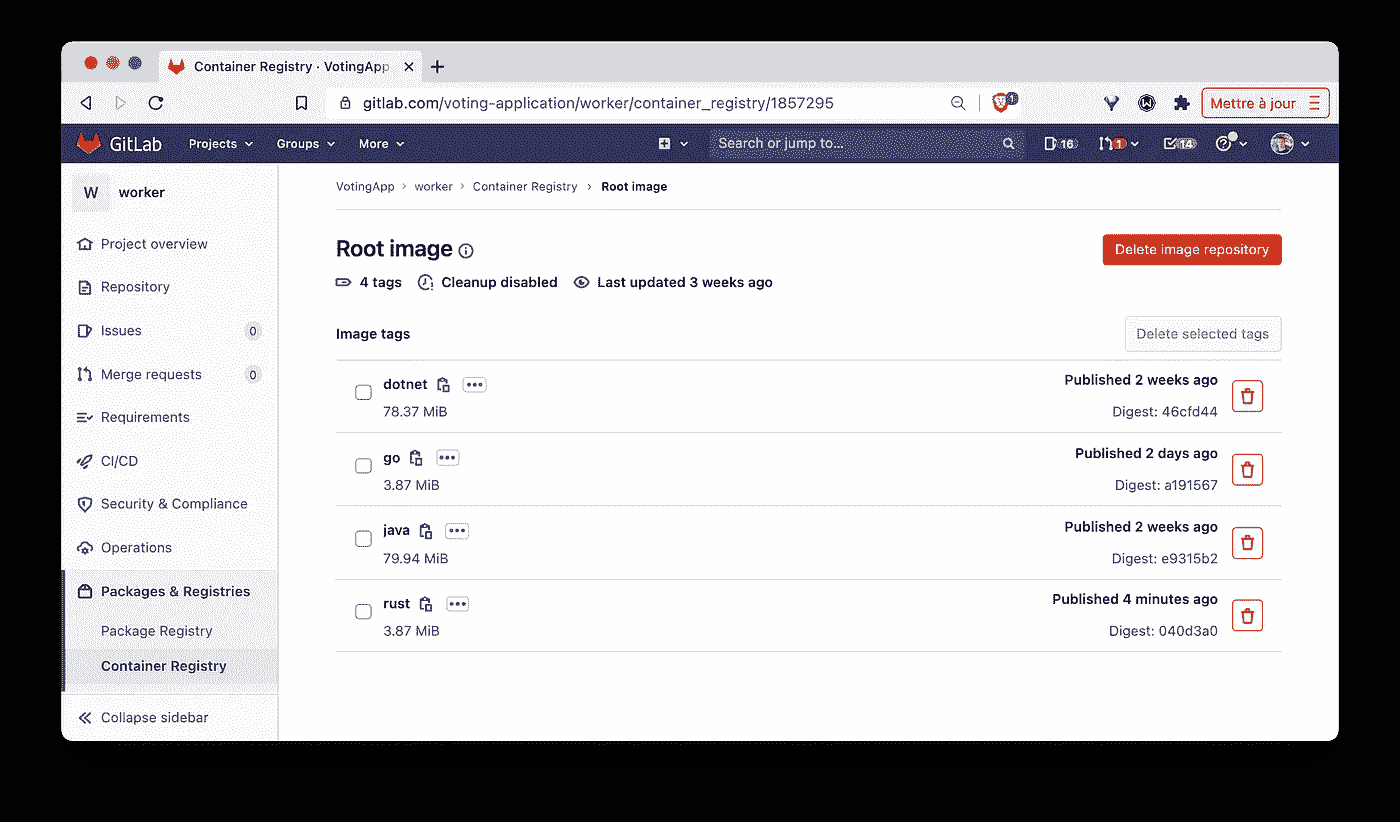 Container Registry · VotingApp
gitlab.com/voting-application/worker/container_registry/1857295
1
Mettre à jour
GitLab Projects Groups More Search or jump to... 16 1 14
W worker
Project overview
Repository
Issues 0
Merge requests 0
Requirements
CI/CD
Security & Compliance
Operations
Packages & Registries
Package Registry
Container Registry
Collapse sidebar
VotingApp › worker › Container Registry › Root image
Root image
Delete image repository
4 tags Cleanup disabled Last updated 3 weeks ago
Image tags
Delete selected tags
dotnet
Published 2 weeks ago
78.37 MiB
Digest: 46cfd44
go
Published 2 days ago
3.87 MiB
Digest: a191567
java
Published 2 weeks ago
79.94 MiB
Digest: e9315b2
rust
Published 4 minutes ago
3.87 MiB
Digest: 040d3a0